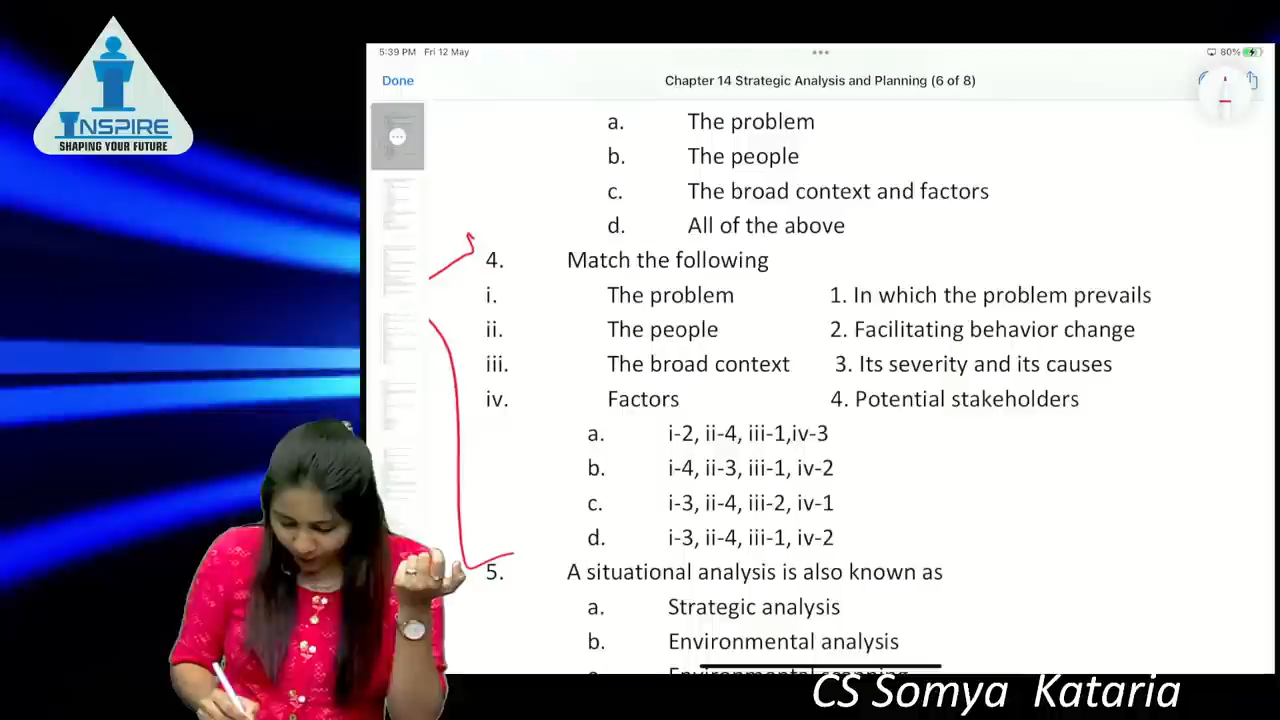 INSPIRE
SHAPING YOUR FUTURE
5:39 PM Fri 12 May
80%
Done
Chapter 14 Strategic Analysis and Planning (6 of 8)
a. The problem
b. The people
c. The broad context and factors
d. All of the above
4. Match the following
i. The problem 1. In which the problem prevails
ii. The people 2. Facilitating behavior change
iii. The broad context 3. Its severity and its causes
iv. Factors 4. Potential stakeholders
a. i-2, ii-4, iii-1,iv-3
b. i-4, ii-3, iii-1, iv-2
c. i-3, ii-4, iii-2, iv-1
d. i-3, ii-4, iii-1, iv-2
5. A situational analysis is also known as
a. Strategic analysis
b. Environmental analysis
CS Somya Kataria